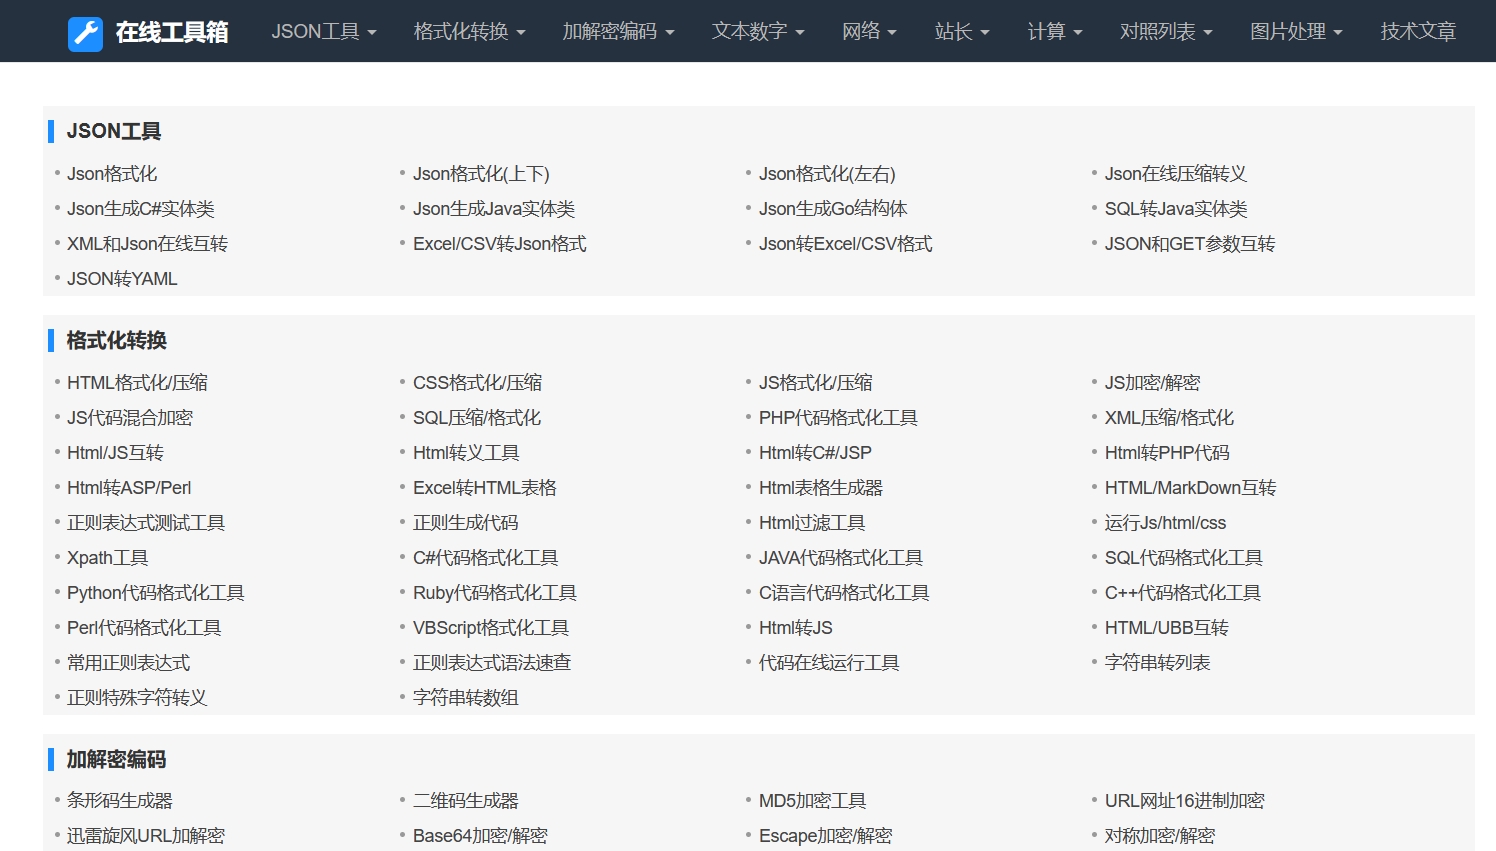 在线工具箱 JSON工具 格式化转换 加解密编码 文本数字 网络 站长 计算 对照列表 图片处理 技术文章
JSON工具
Json格式化 Json格式化(上下) Json格式化(左右) Json在线压缩转义
Json生成C#实体类 Json生成Java实体类 Json生成Go结构体 SQL转Java实体类
XML和Json在线互转 Excel/CSV转Json格式 Json转Excel/CSV格式 JSON和GET参数互转
JSON转YAML
格式化转换
HTML格式化/压缩 CSS格式化/压缩 JS格式化/压缩 JS加密/解密
JS代码混合加密 SQL压缩/格式化 PHP代码格式化工具 XML压缩/格式化
Html/JS互转 Html转义工具 Html转C#/JSP Html转PHP代码
Html转ASP/Perl Excel转HTML表格 Html表格生成器 HTML/MarkDown互转
正则表达式测试工具 正则生成代码 Html过滤工具 运行Js/html/css
Xpath工具 C#代码格式化工具 JAVA代码格式化工具 SQL代码格式化工具
Python代码格式化工具 Ruby代码格式化工具 C语言代码格式化工具 C++代码格式化工具
Perl代码格式化工具 VBScript格式化工具 Html转JS HTML/UBB互转
常用正则表达式 正则表达式语法速查 代码在线运行工具 字符串转列表
正则特殊字符转义 字符串转数组
加解密编码
条形码生成器 二维码生成器 MD5加密工具 URL网址16进制加密
迅雷旋风URL加解密 Base64加密/解密 Escape加密/解密 对称加密/解密